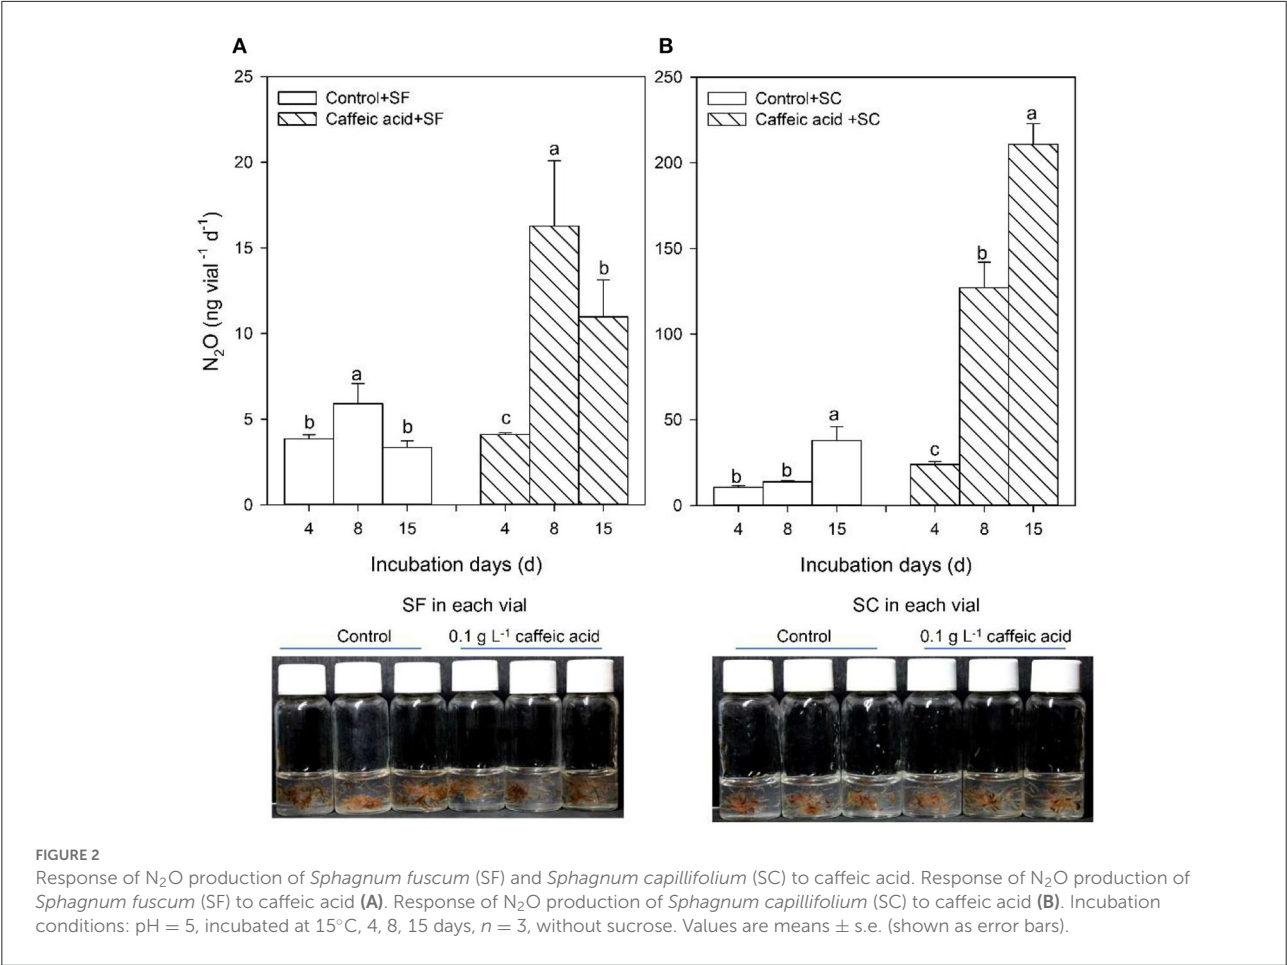 A
B
25
20
15
10
5
0
N₂O (ng vial⁻¹ d⁻¹)
Control+SF
Caffeic acid+SF
b
a
b
c
a
b
4 8 15 4 8 15
Incubation days (d)
250
200
150
100
50
0
Control+SC
Caffeic acid +SC
b
b
a
c
b
a
4 8 15 4 8 15
Incubation days (d)
SF in each vial
Control 0.1 g L⁻¹ caffeic acid
SC in each vial
Control 0.1 g L⁻¹ caffeic acid
FIGURE 2
Response of N₂O production of Sphagnum fuscum (SF) and Sphagnum capillifolium (SC) to caffeic acid. Response of N₂O production of
Sphagnum fuscum (SF) to caffeic acid (A). Response of N₂O production of Sphagnum capillifolium (SC) to caffeic acid (B). Incubation
conditions: pH = 5, incubated at 15°C, 4, 8, 15 days, n = 3, without sucrose. Values are means ± s.e. (shown as error bars).